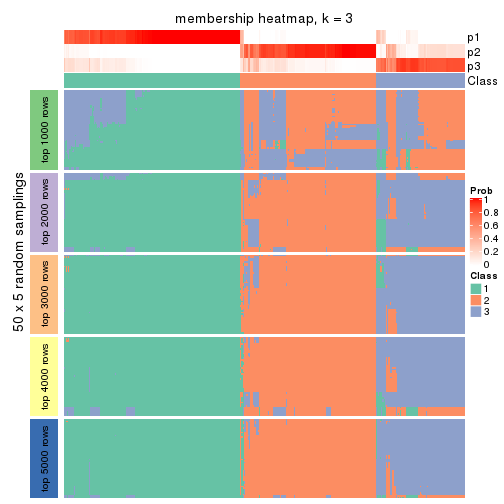 membership heatmap, k = 3
p1
p2
p3
Class
50 x 5 random samplings
top 1000 rows
top 2000 rows
top 3000 rows
top 4000 rows
top 5000 rows
Prob
1
0.8
0.6
0.4
0.2
0
Class
1
2
3